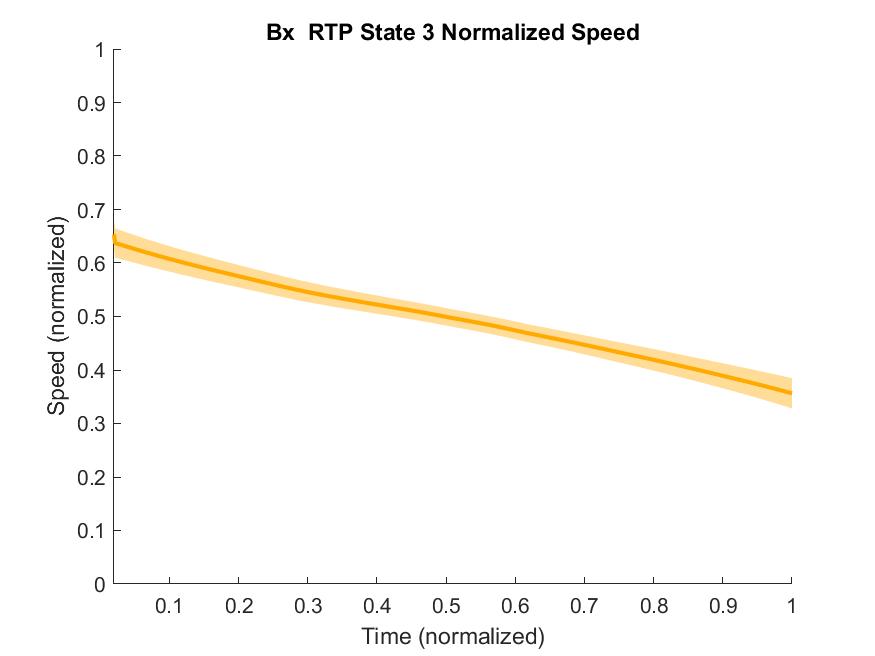 Bx  RTP State 3 Normalized Speed
1
0.9
0.8
0.7
0.6
0.5
0.4
0.3
0.2
0.1
0
Speed (normalized)
0.1 0.2 0.3 0.4 0.5 0.6 0.7 0.8 0.9 1
Time (normalized)